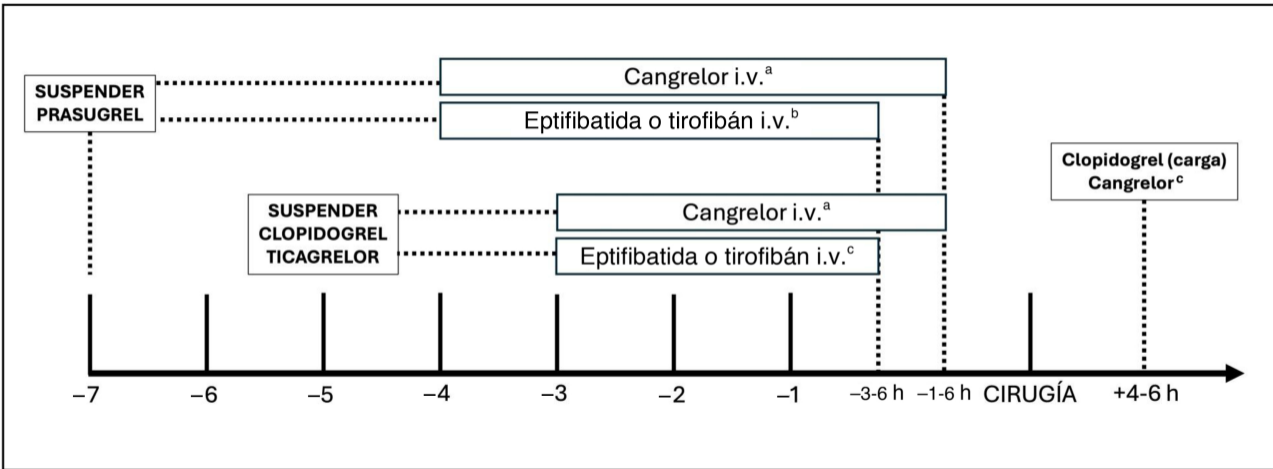 Cangrelor i.v.ᵃ
SUSPENDER
PRASUGREL
Eptifibatida o tirofibán i.v.ᵇ
Clopidogrel (carga)
Cangrelorᶜ
SUSPENDER
CLOPIDOGREL
TICAGRELOR
Cangrelor i.v.ᵃ
Eptifibatida o tirofibán i.v.ᶜ
–7 –6 –5 –4 –3 –2 –1 –3-6 h –1-6 h CIRUGÍA +4-6 h